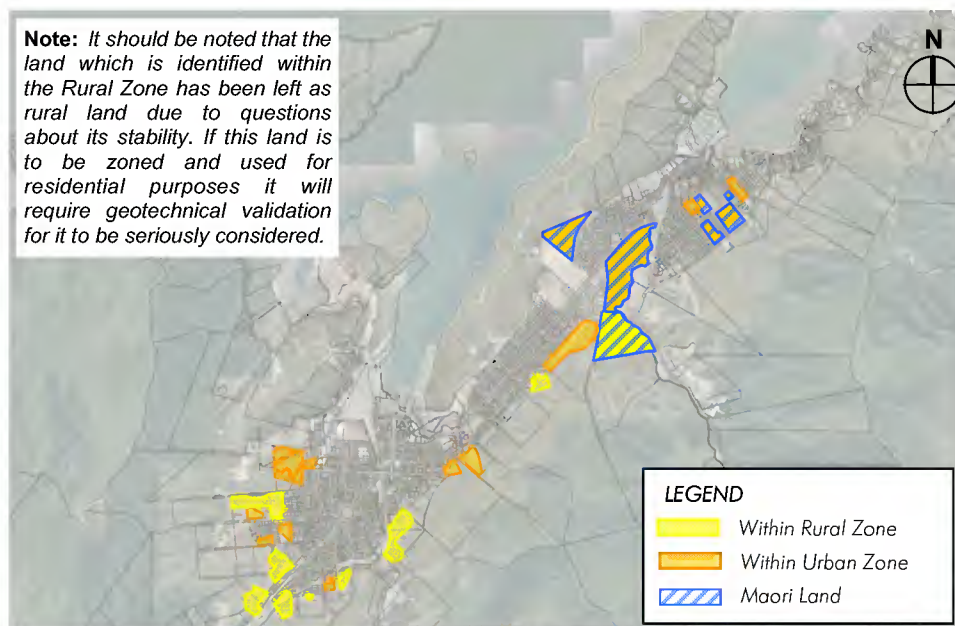 Note: It should be noted that the
land which is identified within
the Rural Zone has been left as
rural land due to questions
about its stability. If this land is
to be zoned and used for
residential purposes it will
require geotechnical validation
for it to be seriously considered.
N
LEGEND
Within Rural Zone
Within Urban Zone
Maori Land